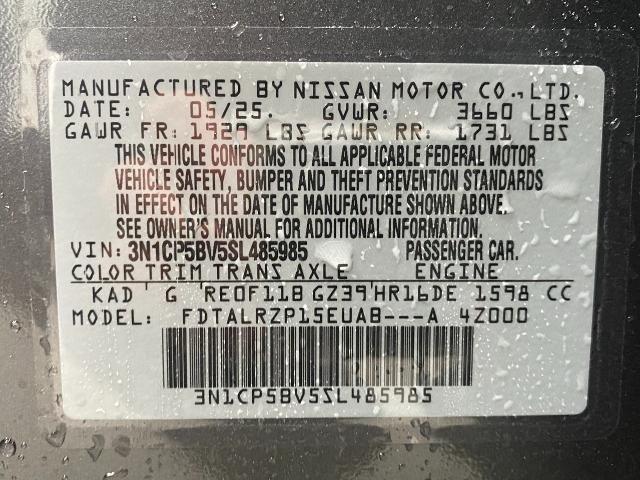 MANUFACTURED BY NISSAN MOTOR CO., LTD.
DATE: 05/25. GVWR: 3660 LBS
GAWR FR: 1929 LBS GAWR RR: 1731 LBS
THIS VEHICLE CONFORMS TO ALL APPLICABLE FEDERAL MOTOR
VEHICLE SAFETY, BUMPER AND THEFT PREVENTION STANDARDS
IN EFFECT ON THE DATE OF MANUFACTURE SHOWN ABOVE.
SEE OWNER'S MANUAL FOR ADDITIONAL INFORMATION.
VIN: 3N1CP5BV5SL485985 PASSENGER CAR.
COLOR TRIM TRANS AXLE ENGINE
KAD G RE0F11B GZ39 HR16DE 1598 CC
MODEL: FDTALRZP15EUAB---A 4Z000
3N1CP5BV5SL485985